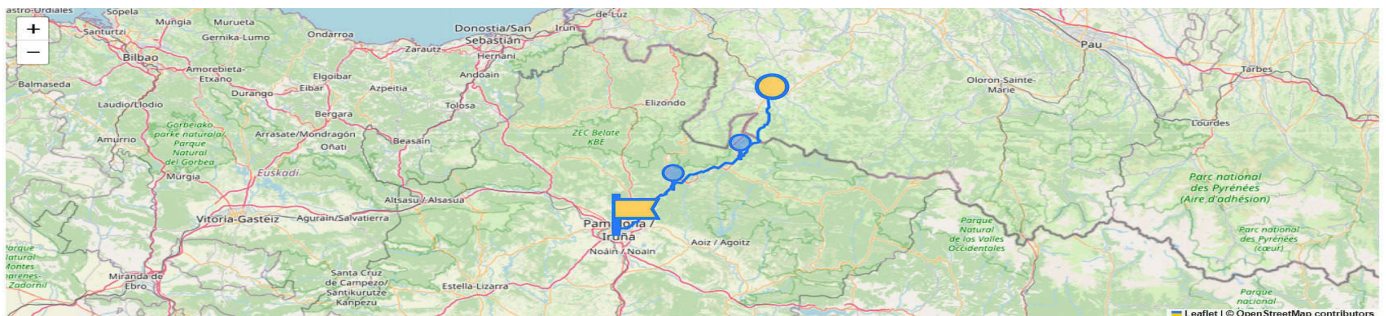 astro-Urdiales
Sopela
Mungia
Murueta
Santurtzi
Gernika-Lumo
Ondarroa
Bilbao
Zarautz
Donostia/San
Sebastián
Irun
de-Luz
Hernani
Andoain
Pau
Tarbes
Balmaseda
Amorebieta-
Etxano
Durango
Elgoibar
Eibar
Azpeitia
Tolosa
Elizondo
Oloron-Sainte-
Marie
Laudio/Llodio
Bergara
Lourdes
Amurrio
Gorbeiako
parke naturala/
Parque
Natural
del Gorbea
Arrasate/Mondragón
Oñati
Beasain
ZEC Belate
KBE
Murgia
Euskadi
Altsasu / Alsasua
Parc national
des Pyrénées
(Aire d'adhésion)
Vitoria-Gasteiz
Agurain/Salvatierra
Iruña
Noáin / Noain
Aoiz / Agoitz
Parque
Natural
de los Valles
Occidentales
Parc national
des Pyrénées
(cœur)
arque
latural
Montes
Zadorni
Miranda de
Ebro
Santa Cruz
de Campezo/
Santikurutze
Kanpezu
Estella-Lizarra
Parque
nacional
+
−
Leaflet | © OpenStreetMap contributors